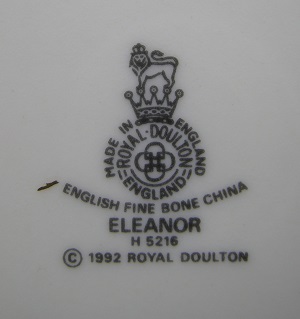 MADE IN ENGLAND
ROYAL·DOULTON
ENGLAND
ENGLISH FINE BONE CHINA
ELEANOR
H 5216
© 1992 ROYAL DOULTON